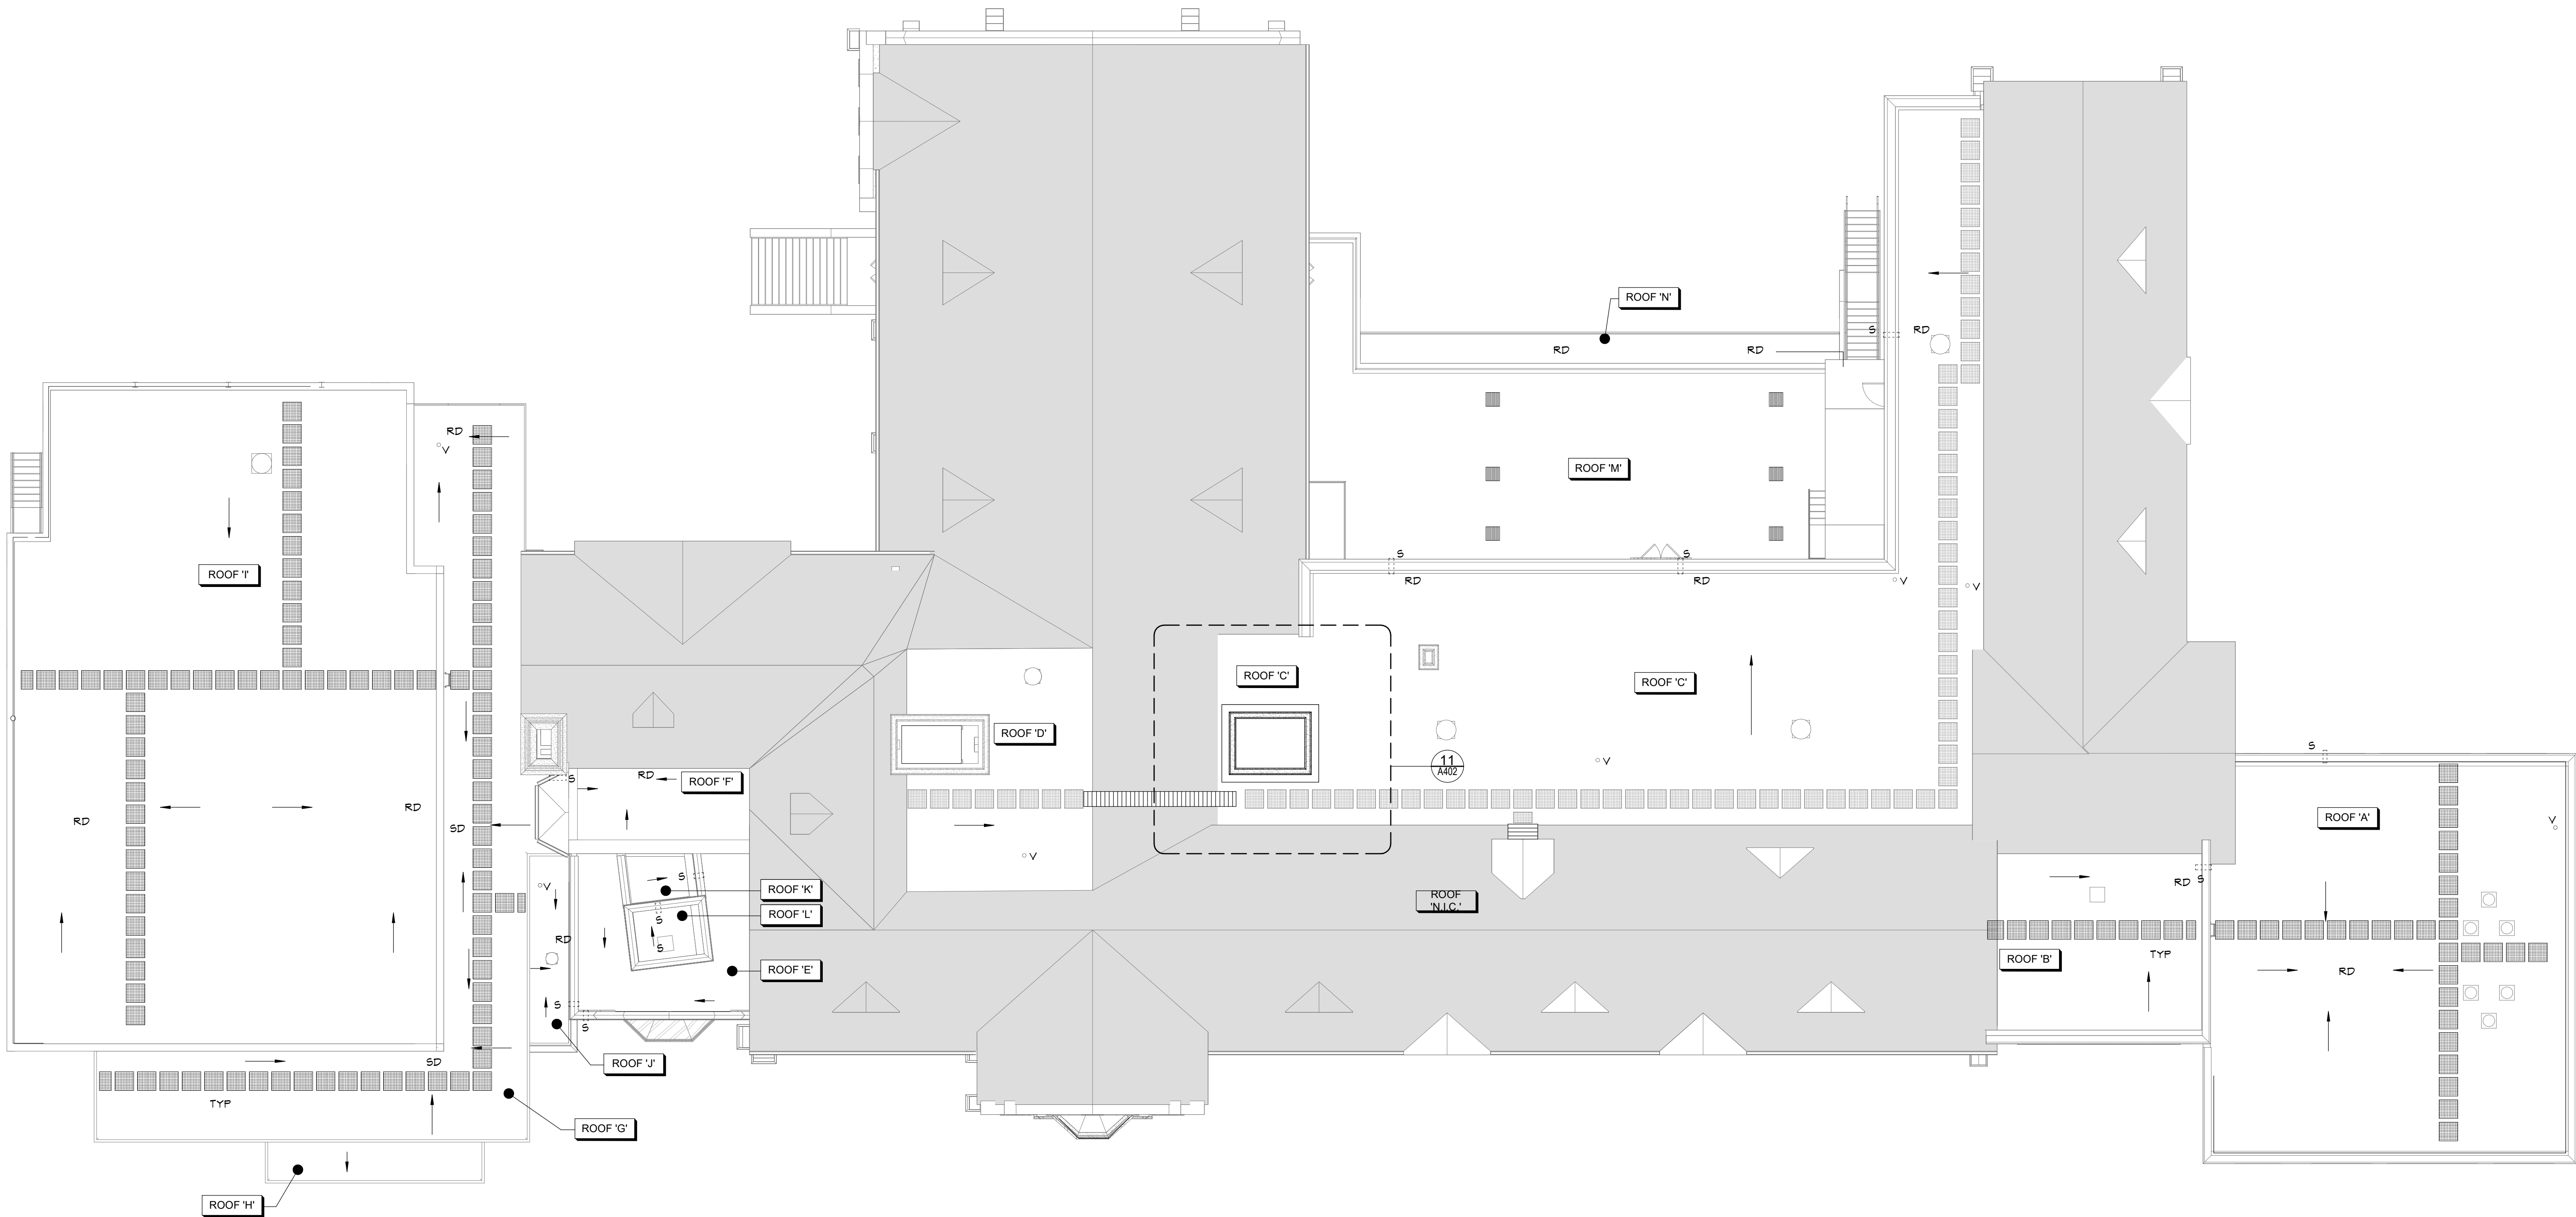 ROOF 'N'
S
RD
RD
RD
RD
V
ROOF 'M'
S
S
RD
RD
V
V
ROOF 'I'
ROOF 'C'
ROOF 'C'
ROOF 'D'
S
11
A402
V
RD
ROOF 'F'
S
RD
RD
SD
ROOF 'A'
V
V
S
RD
S
ROOF 'K'
V
ROOF
'N.I.C.'
ROOF 'L'
S
RD
S
TYP
ROOF 'B'
ROOF 'E'
RD
S
S
SD
ROOF 'J'
TYP
ROOF 'G'
ROOF 'H'